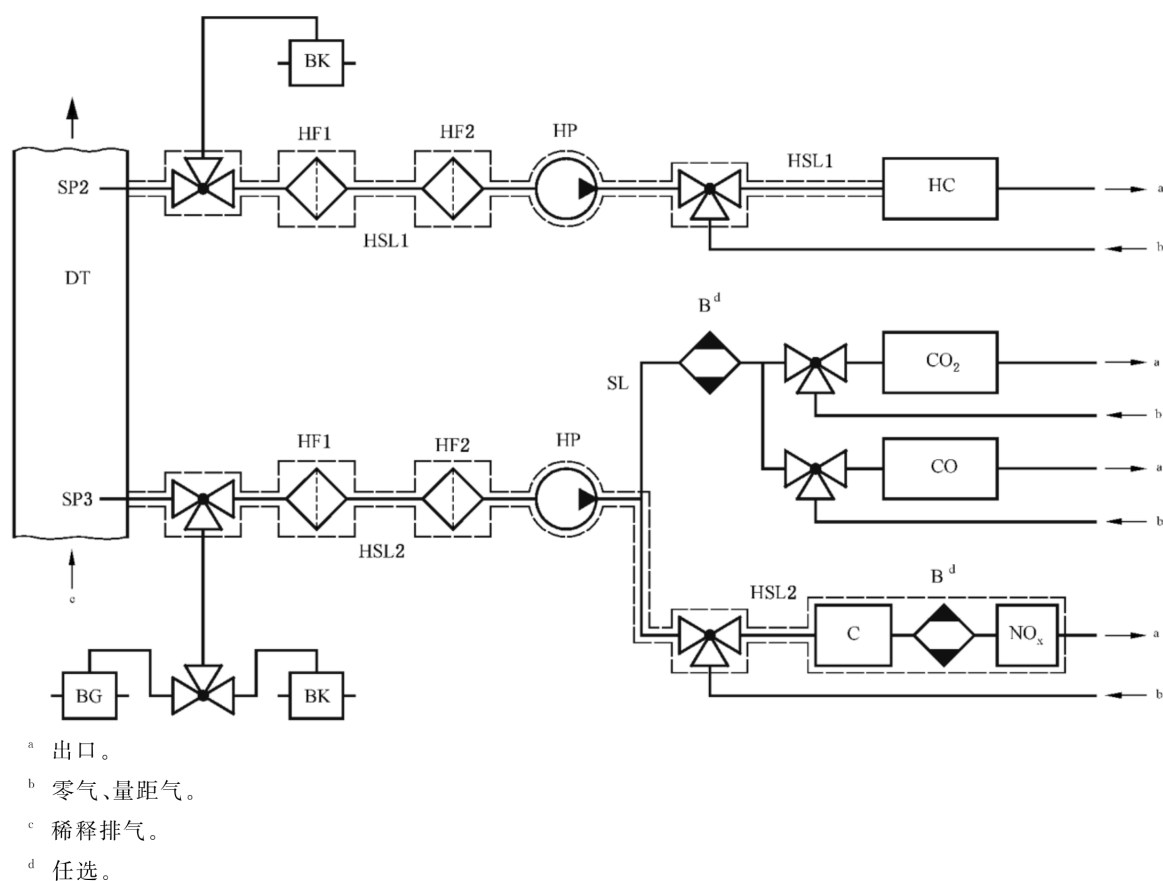 BK
HF1
HF2
HP
HSL1
SP2
HC
a
HSL1
b
DT
B d
CO₂
a
SL
b
HF1
HF2
HP
CO
a
SP3
b
HSL2
c
HSL2
B d
C
NOₓ
a
BG
BK
b
a 出口。
b 零气、量距气。
c 稀释排气。
d 任选。